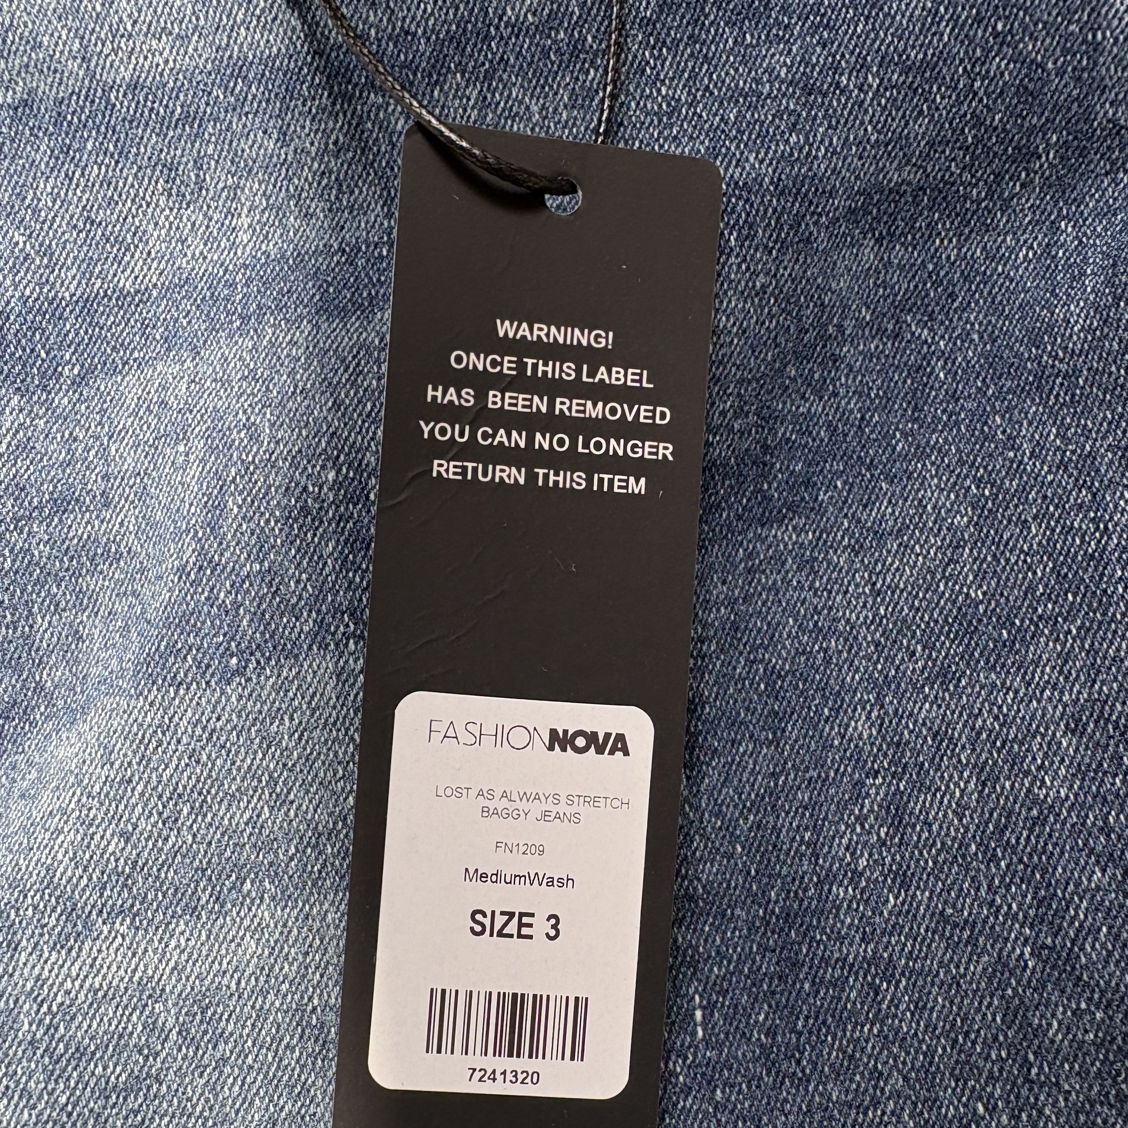 WARNING!
ONCE THIS LABEL
HAS BEEN REMOVED
YOU CAN NO LONGER
RETURN THIS ITEM
FASHIONNOVA
LOST AS ALWAYS STRETCH
BAGGY JEANS
FN1209
MediumWash
SIZE 3
7241320